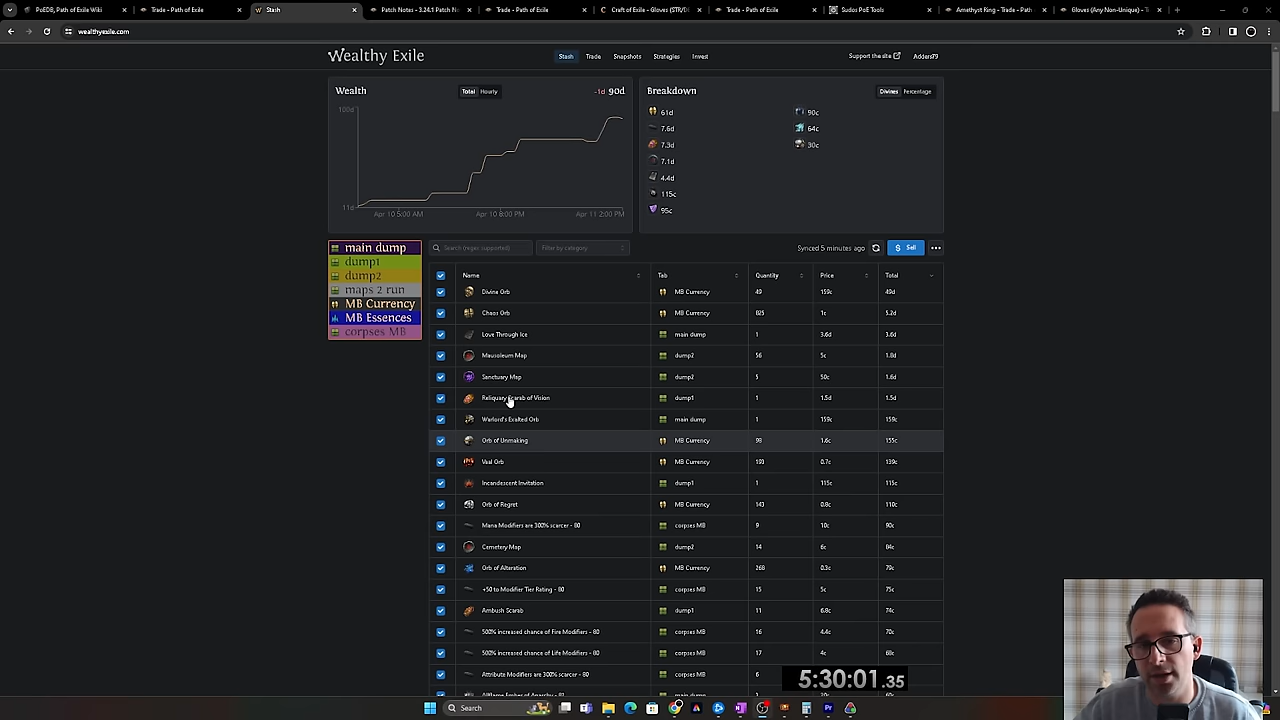 PoEDB, Path of Exile Wiki
Trade - Path of Exile
Stash
Patch Notes - 3.24.1 Patch N
Trade - Path of Exile
Craft of Exile - Gloves (STR/
Trade - Path of Exile
Sudos PoE Tools
Amethyst Ring - Trade - Path
Gloves (Any Non-Unique) - T
wealthyexile.com
Wealthy Exile
Stash Trade Snapshots Strategies Invest
Support the site
Adders79
Wealth Total Hourly -1d 90d
100d
11d
Apr 10 5:00 AM Apr 10 8:00 PM Apr 11 2:00 PM
Breakdown Divines Percentage
61d 90c
7.6d 64c
7.3d 30c
7.1d
4.4d
115c
95c
main dump
dump1
dump2
maps 2 run
MB Currency
MB Essences
corpses MB
Search (regex supported) Filter by category Synced 5 minutes ago $ Sell
Name Tab Quantity Price Total
Divine Orb MB Currency 49 159c 49d
Chaos Orb MB Currency 825 1c 5.2d
Love Through Ice main dump 1 3.6d 3.6d
Mausoleum Map dump2 56 5c 1.8d
Sanctuary Map dump2 5 50c 1.6d
Reliquary Scarab of Vision dump1 1 1.5d 1.5d
Warlord's Exalted Orb main dump 1 159c 159c
Orb of Unmaking MB Currency 98 1.6c 155c
Vaal Orb MB Currency 193 0.7c 139c
Incandescent Invitation dump1 1 115c 115c
Orb of Regret MB Currency 143 0.8c 110c
Mana Modifiers are 300% scarcer - 80 corpses MB 9 10c 90c
Cemetery Map dump2 14 6c 84c
Orb of Alteration MB Currency 268 0.3c 79c
+50 to Modifier Tier Rating - 80 corpses MB 15 5c 75c
Ambush Scarab dump1 11 6.8c 74c
500% increased chance of Fire Modifiers - 80 corpses MB 16 4.4c 70c
500% increased chance of Life Modifiers - 80 corpses MB 17 4c 68c
Attribute Modifiers are 300% scarcer - 80 corpses MB 6
5:30:01.35
Search